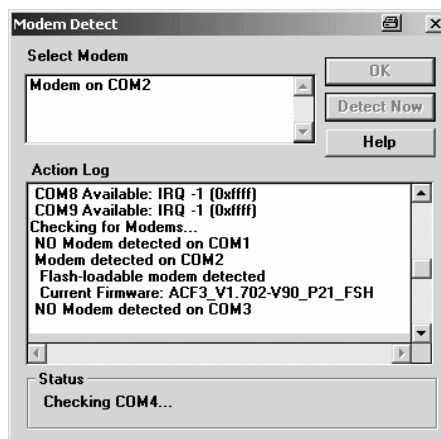 Modem Detect
Select Modem
Modem on COM2
OK
Detect Now
Help
Action Log
COM8 Available: IRQ -1 (0xffff)
COM9 Available: IRQ -1 (0xffff)
Checking for Modems...
NO Modem detected on COM1
Modem detected on COM2
Flash-loadable modem detected
Current Firmware: ACF3_V1.702-V90_P21_FSH
NO Modem detected on COM3
Status
Checking COM4...